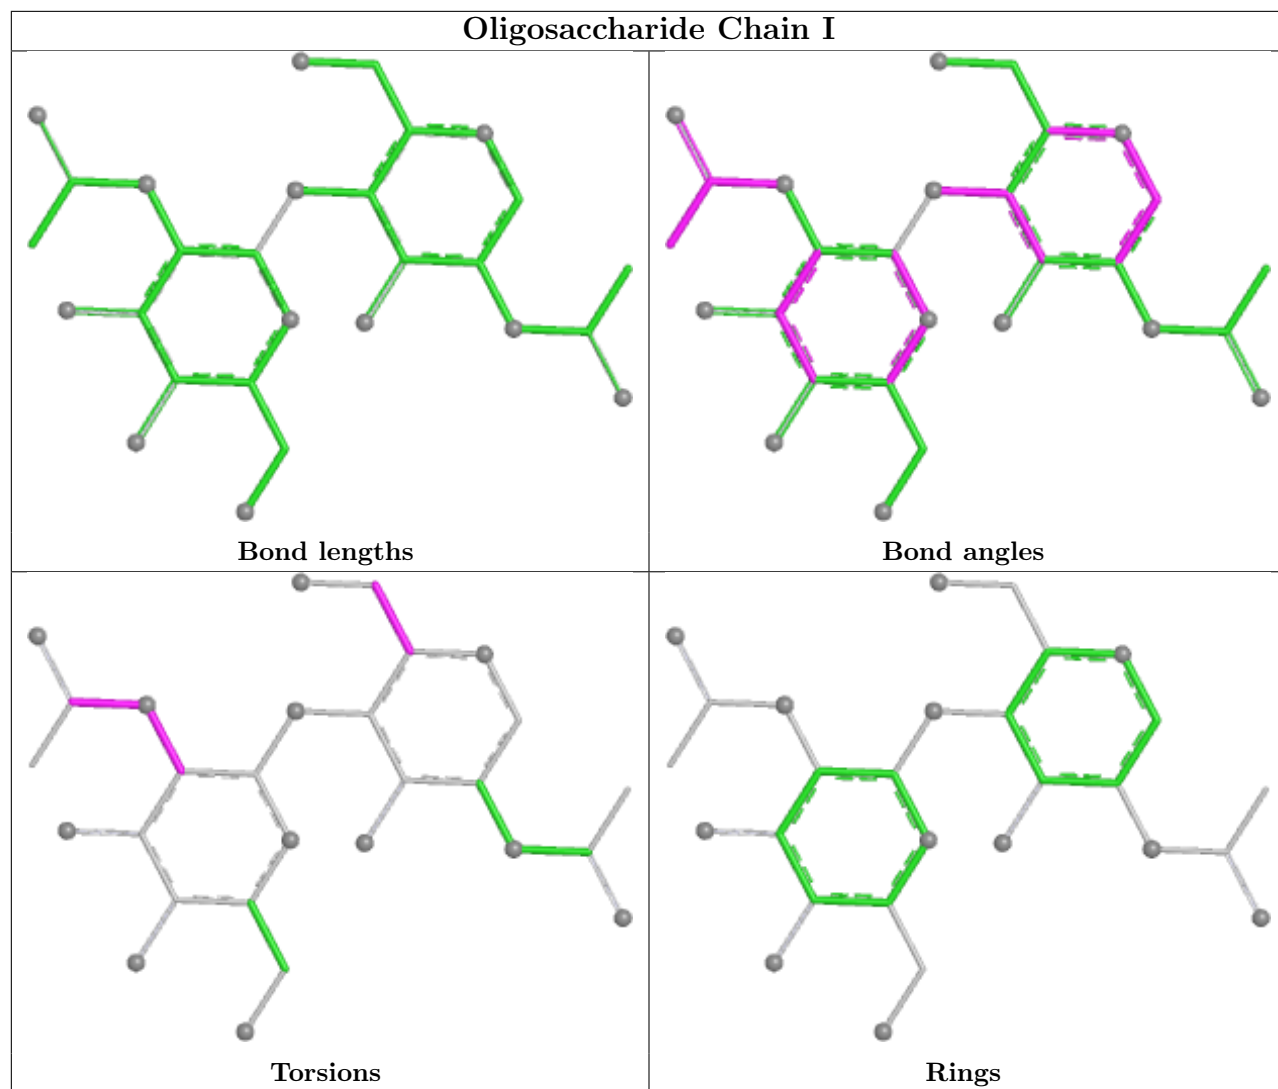 Oligosaccharide Chain I
Bond lengths
Bond angles
Torsions
Rings